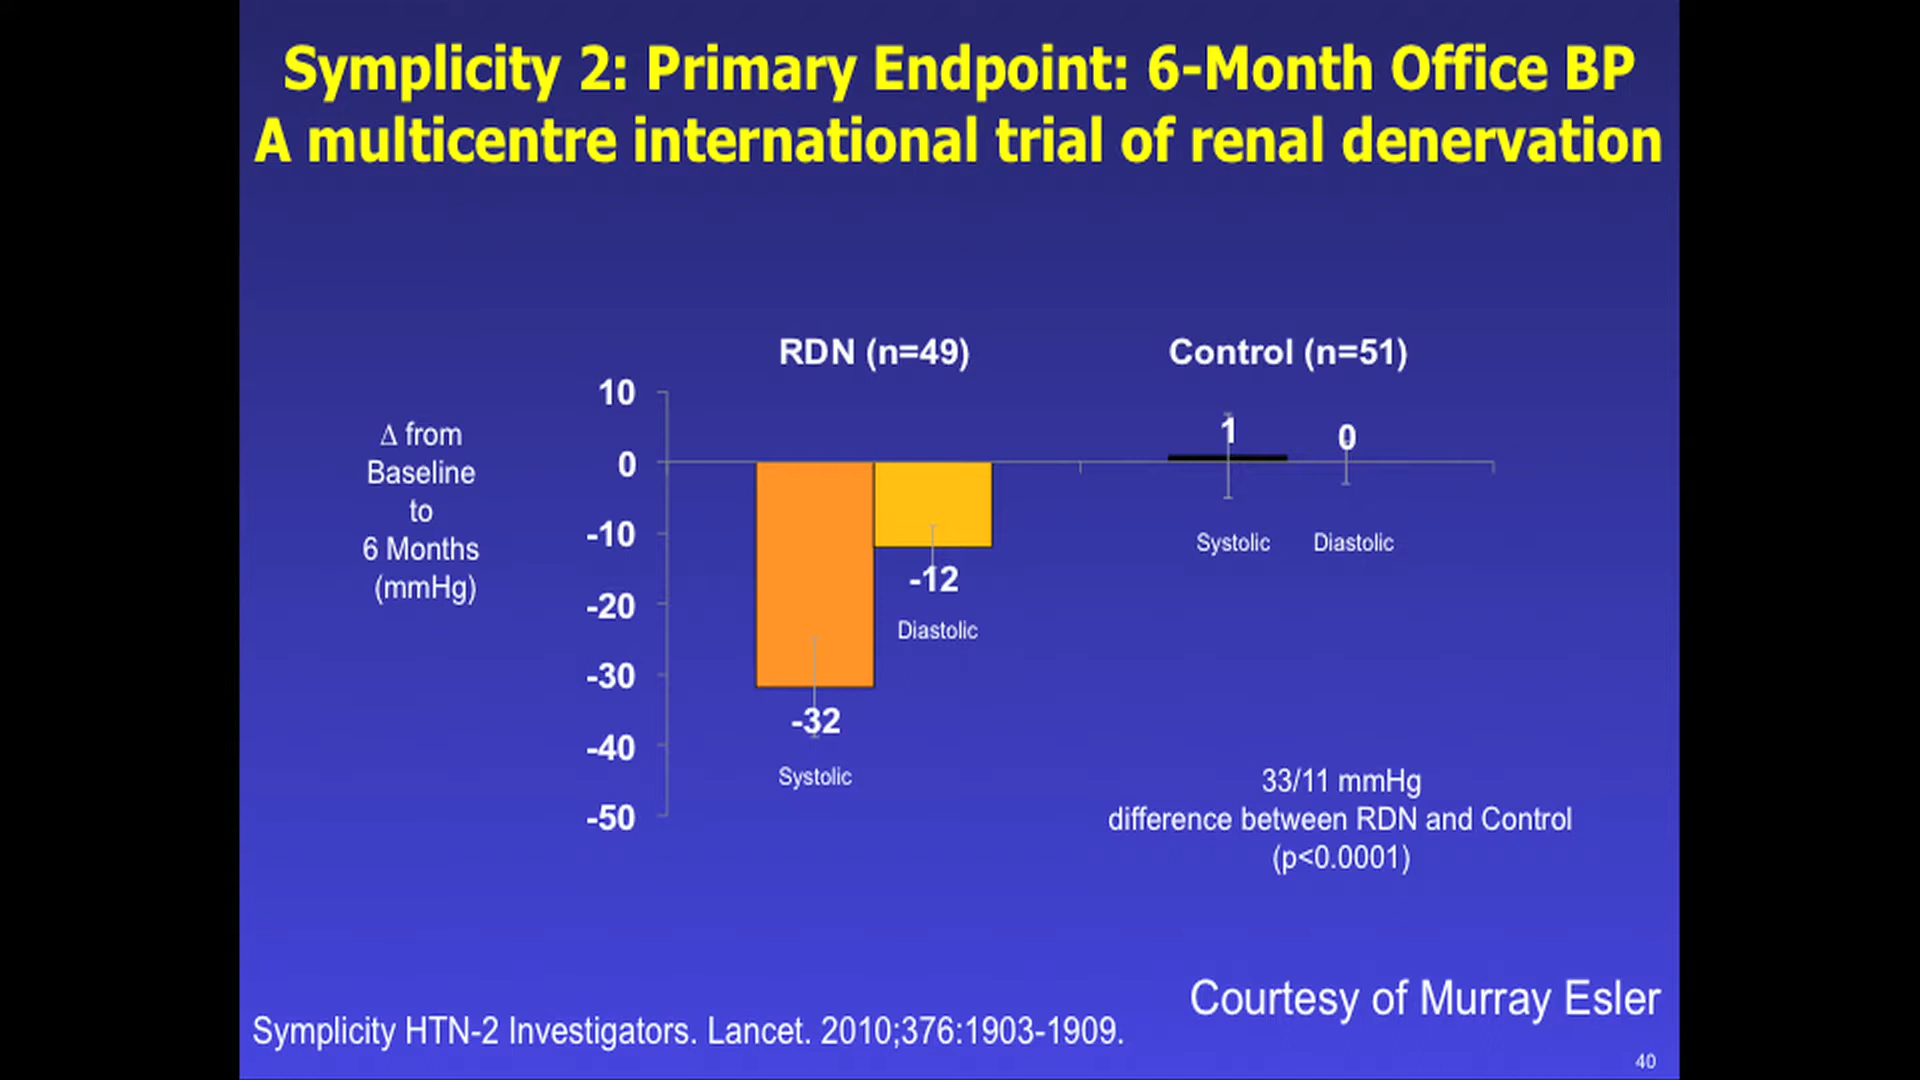 Symplicity 2: Primary Endpoint: 6-Month Office BP
A multicentre international trial of renal denervation
RDN (n=49)
Control (n=51)
Δ from
Baseline
to
6 Months
(mmHg)
10
0
-10
-20
-30
-40
-50
-32
Systolic
-12
Diastolic
1
0
Systolic
Diastolic
33/11 mmHg
difference between RDN and Control
(p<0.0001)
Courtesy of Murray Esler
Symplicity HTN-2 Investigators. Lancet. 2010;376:1903-1909.
40